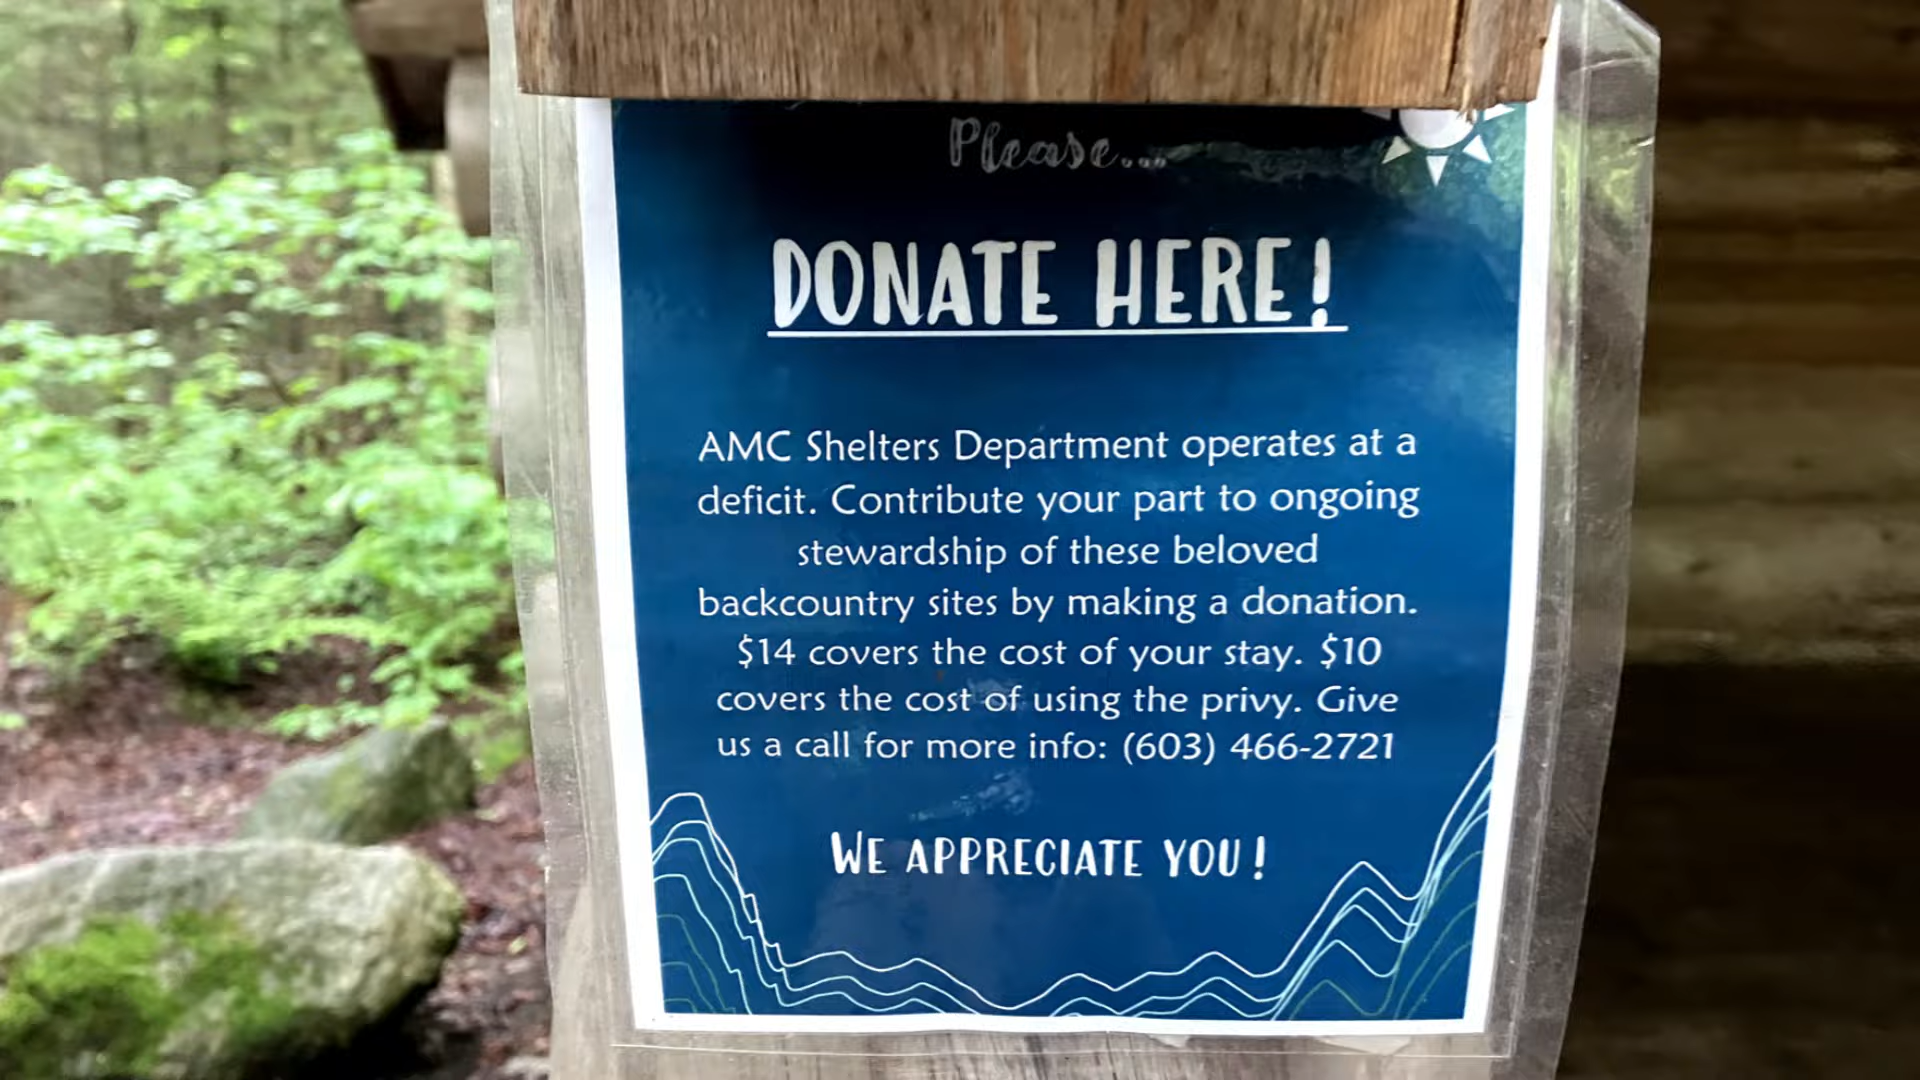 Please...
DONATE HERE!
AMC Shelters Department operates at a
deficit. Contribute your part to ongoing
stewardship of these beloved
backcountry sites by making a donation.
$14 covers the cost of your stay. $10
covers the cost of using the privy. Give
us a call for more info: (603) 466-2721
WE APPRECIATE YOU!